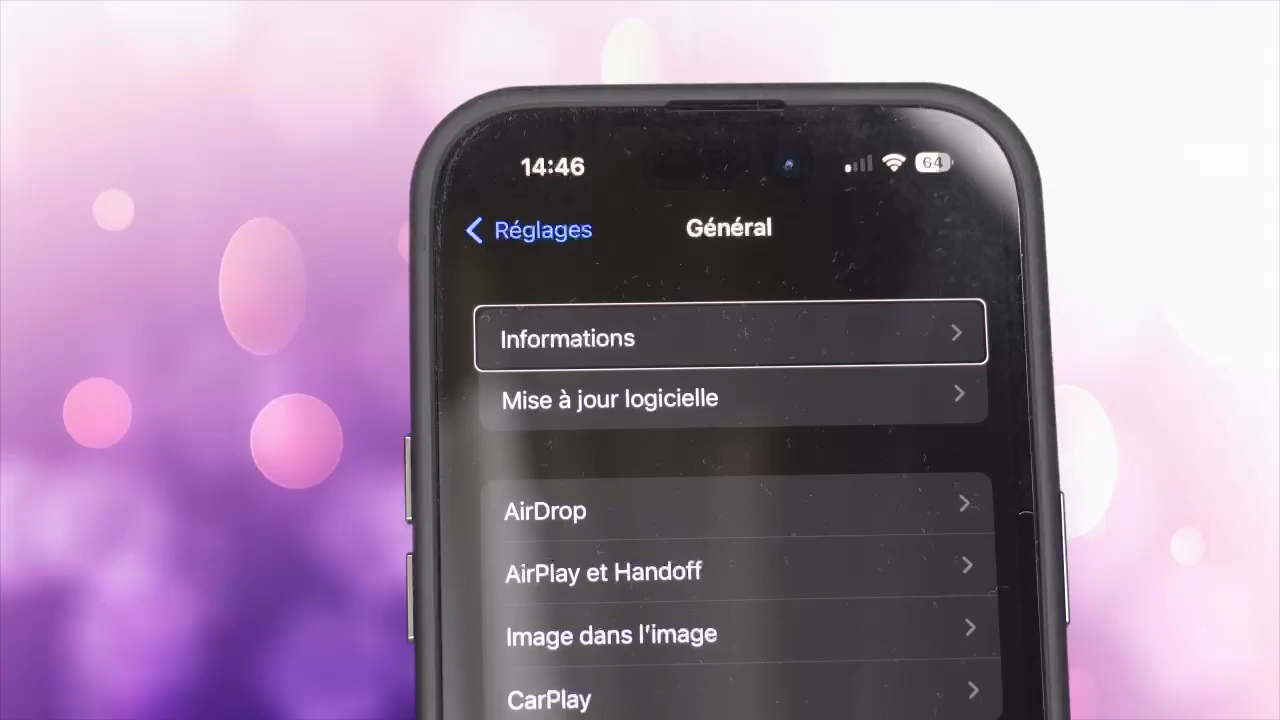 14:46
64
Réglages
Général
Informations
Mise à jour logicielle
AirDrop
AirPlay et Handoff
Image dans l'image
CarPlay